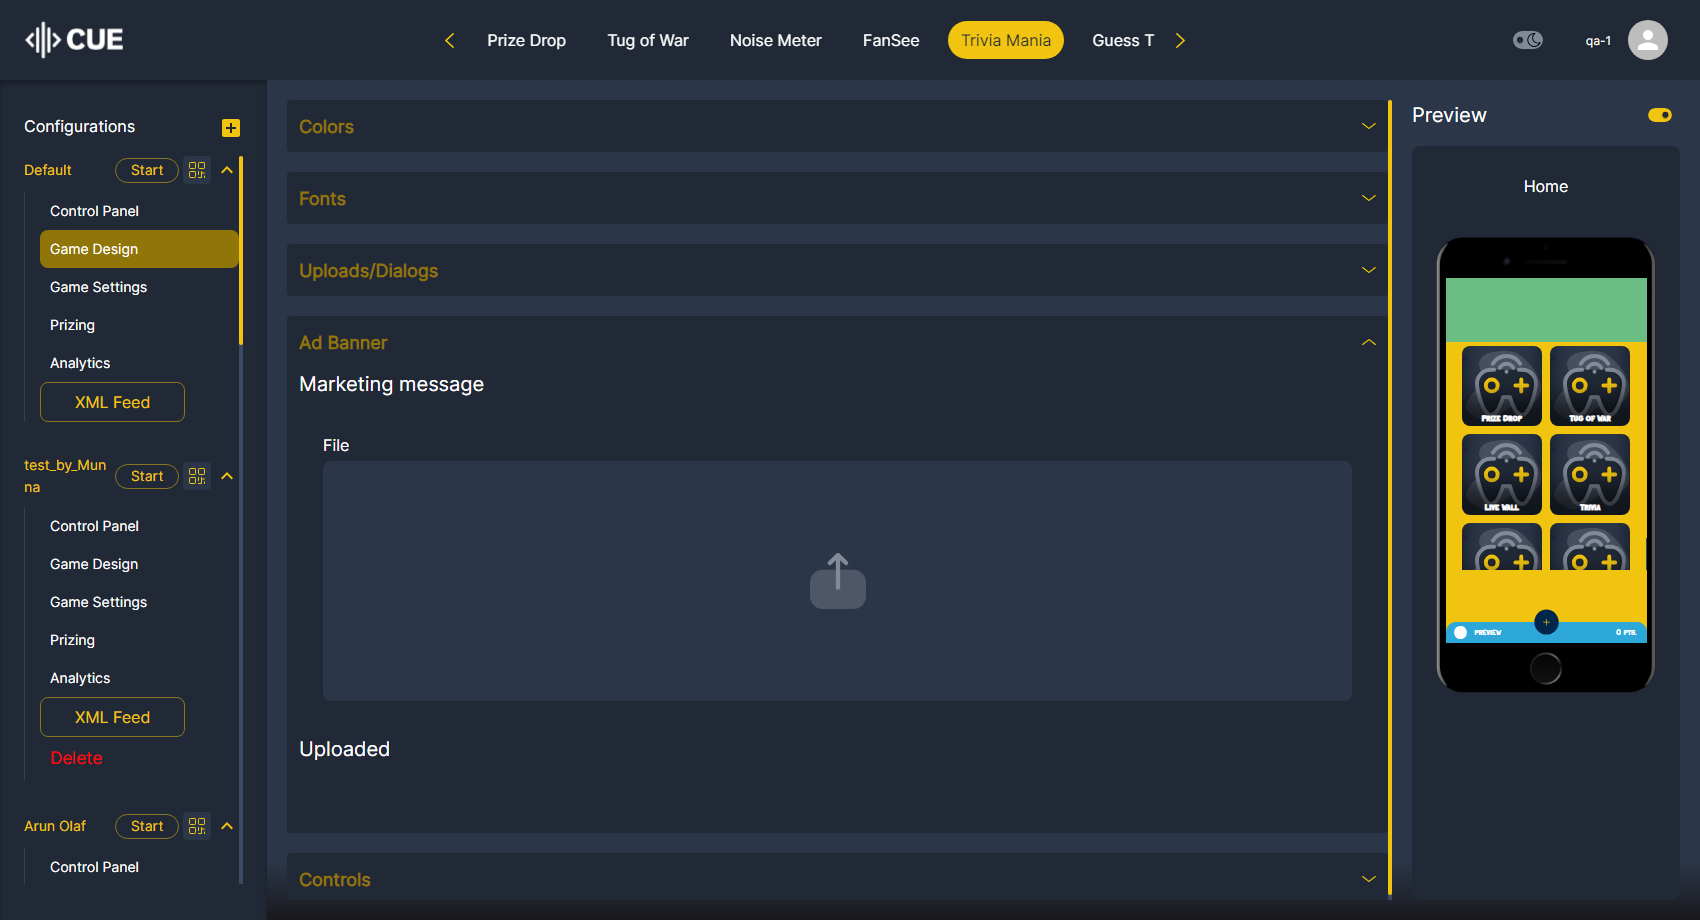 CUE
Prize Drop
Tug of War
Noise Meter
FanSee
Trivia Mania
Guess T
qa-1
Configurations
Default
Start
Control Panel
Game Design
Game Settings
Prizing
Analytics
XML Feed
test_by_Mun
na
Start
Control Panel
Game Design
Game Settings
Prizing
Analytics
XML Feed
Delete
Arun Olaf
Start
Control Panel
Colors
Fonts
Uploads/Dialogs
Ad Banner
Marketing message
File
Uploaded
Controls
Preview
Home
Prize Drop
Tug of War
Live Wall
Trivia
PREVIEW
0 PTS.